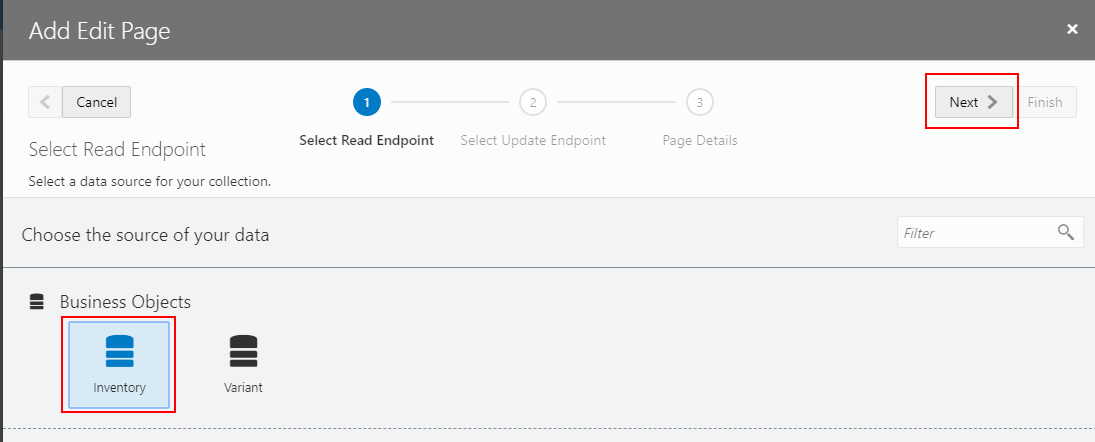 Add Edit Page
Cancel
1
2
3
Next
Finish
Select Read Endpoint
Select Update Endpoint
Page Details
Select Read Endpoint
Select a data source for your collection.
Choose the source of your data
Filter
Business Objects
Inventory
Variant